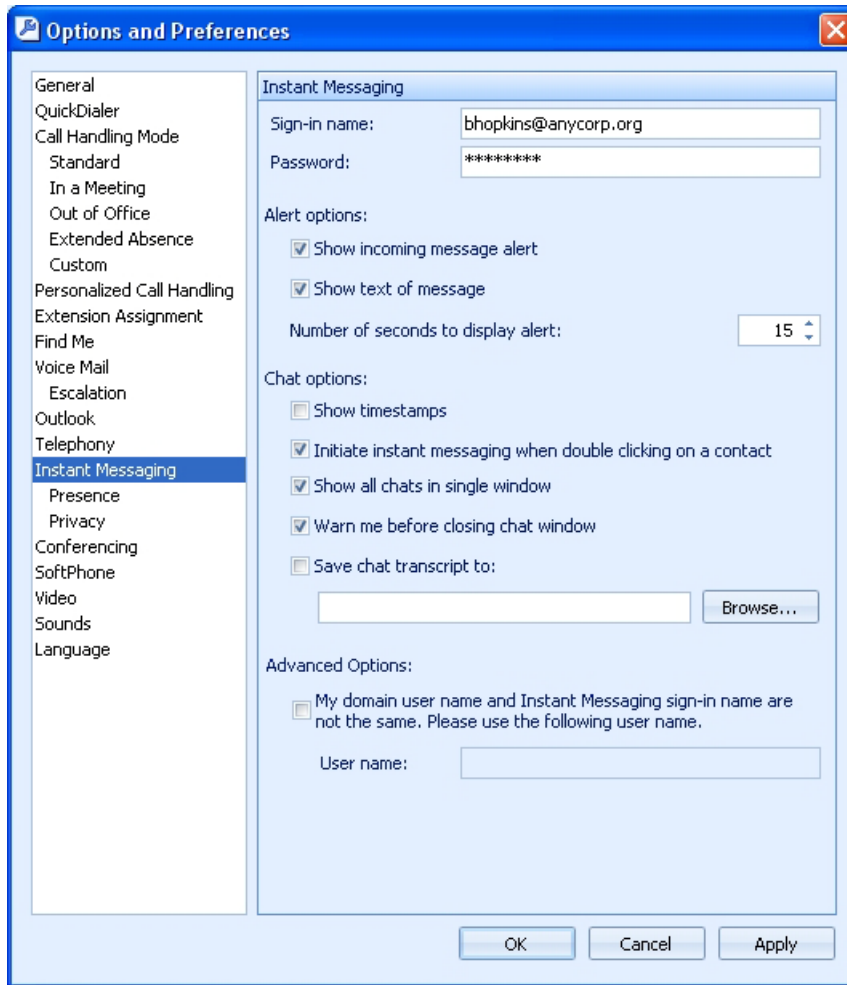 Options and Preferences
General
QuickDialer
Call Handling Mode
Standard
In a Meeting
Out of Office
Extended Absence
Custom
Personalized Call Handling
Extension Assignment
Find Me
Voice Mail
Escalation
Outlook
Telephony
Instant Messaging
Presence
Privacy
Conferencing
SoftPhone
Video
Sounds
Language
Instant Messaging
Sign-in name: bhopkins@anycorp.org
Password: ********
Alert options:
Show incoming message alert
Show text of message
Number of seconds to display alert: 15
Chat options:
Show timestamps
Initiate instant messaging when double clicking on a contact
Show all chats in single window
Warn me before closing chat window
Save chat transcript to:
Browse...
Advanced Options:
My domain user name and Instant Messaging sign-in name are
not the same. Please use the following user name.
User name:
OK Cancel Apply